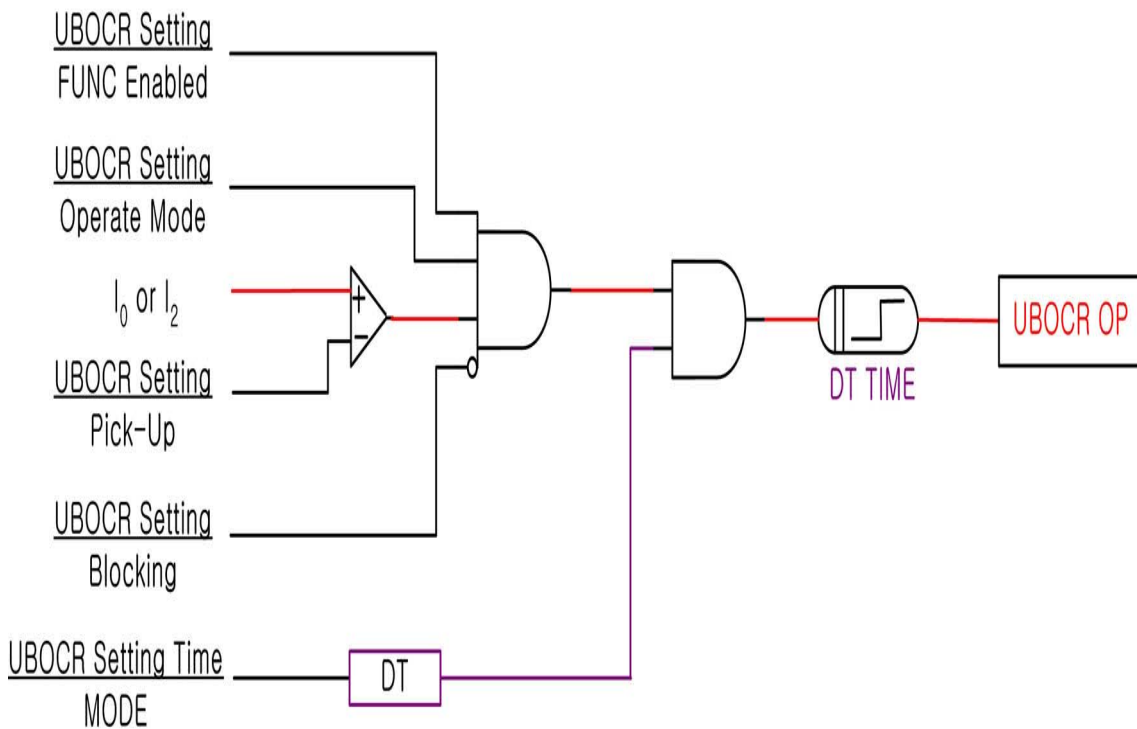 UBOCR Setting
FUNC Enabled
UBOCR Setting
Operate Mode
I₀ or I₂
+
−
UBOCR Setting
Pick-Up
UBOCR Setting
Blocking
UBOCR Setting Time
MODE
DT
DT TIME
UBOCR OP